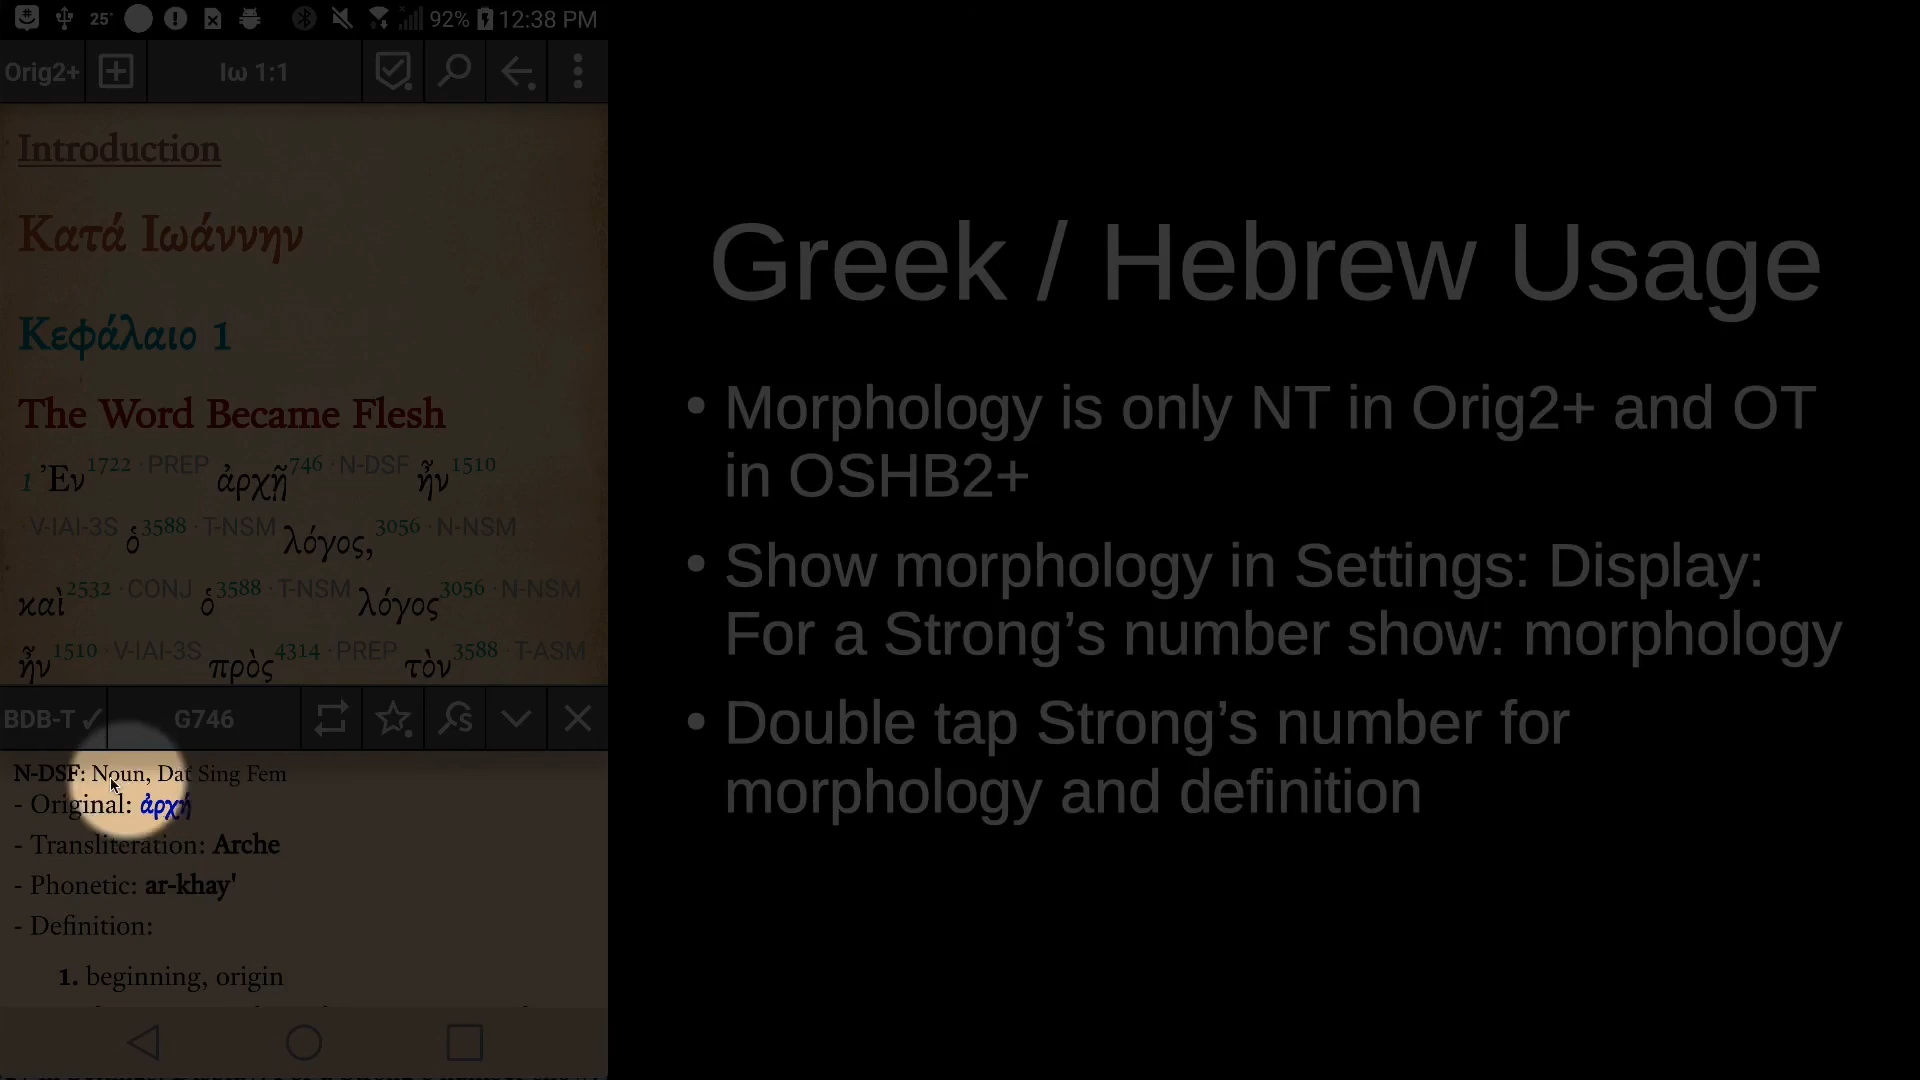 25° 92% 12:38 PM
Orig2+ Ιω 1:1
Introduction
Κατά Ιωάννην
Κεφάλαιο 1
The Word Became Flesh
1 Ἐν 1722 · PREP ἀρχῇ 746 · N-DSF ἦν 1510
· V-IAI-3S ὁ 3588 · T-NSM λόγος, 3056 · N-NSM
καὶ 2532 · CONJ ὁ 3588 · T-NSM λόγος 3056 · N-NSM
ἦν 1510 · V-IAI-3S πρὸς 4314 · PREP τὸν 3588 · T-ASM
BDB-T ✓ G746
N-DSF: Noun, Dat Sing Fem
- Original: ἀρχή
- Transliteration: Arche
- Phonetic: ar-khay'
- Definition:
1. beginning, origin
Greek / Hebrew Usage
• Morphology is only NT in Orig2+ and OT
in OSHB2+
• Show morphology in Settings: Display:
For a Strong’s number show: morphology
• Double tap Strong’s number for
morphology and definition